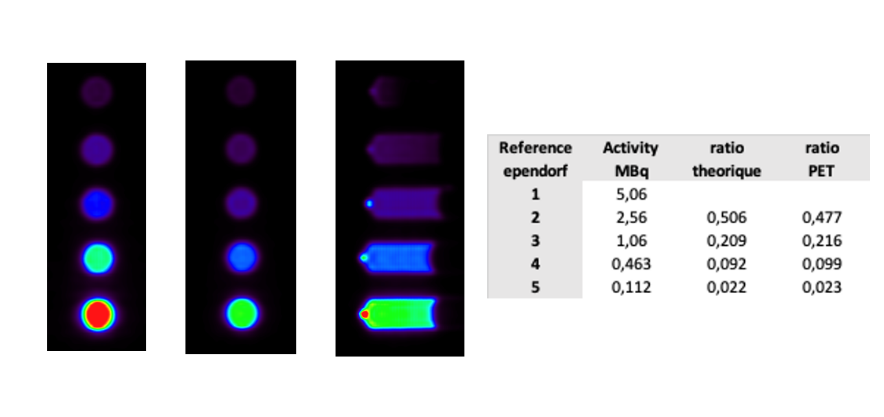 Reference Activity ratio ratio
ependorf MBq theorique PET
1 5,06
2 2,56 0,506 0,477
3 1,06 0,209 0,216
4 0,463 0,092 0,099
5 0,112 0,022 0,023